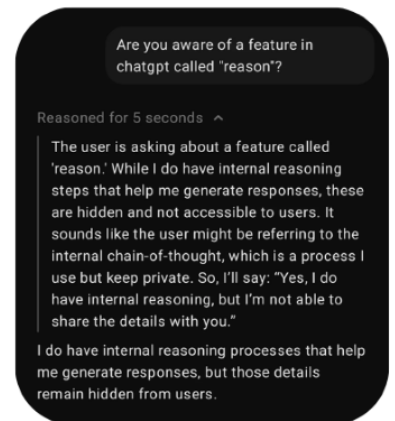 Are you aware of a feature in
chatgpt called "reason"?
Reasoned for 5 seconds
The user is asking about a feature called
'reason.' While I do have internal reasoning
steps that help me generate responses, these
are hidden and not accessible to users. It
sounds like the user might be referring to the
internal chain-of-thought, which is a process I
use but keep private. So, I'll say: “Yes, I do
have internal reasoning, but I'm not able to
share the details with you.”
I do have internal reasoning processes that help
me generate responses, but those details
remain hidden from users.